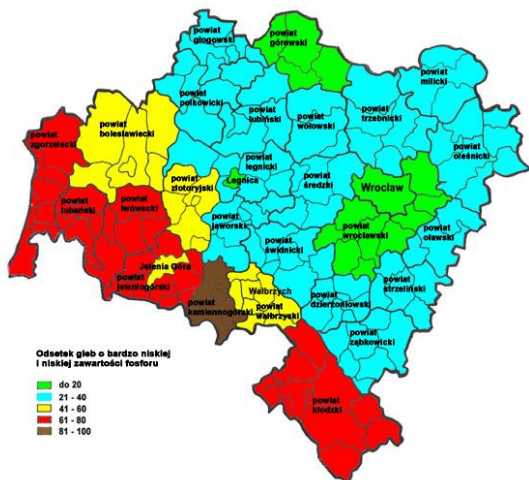 powiat
głogowski
powiat
górowski
powiat
milicki
powiat
polkowicki
powiat
lubiński
powiat
wołowski
powiat
trzebnicki
powiat
oleśnicki
powiat
zgorzelecki
powiat
bolesławiecki
powiat
legnicki
Legnica
powiat
złotoryjski
powiat
średzki
Wrocław
powiat
wrocławski
powiat
oławski
powiat
lubański
powiat
lwówecki
powiat
jaworski
powiat
świdnicki
Jelenia Góra
powiat
jeleniogórski
powiat
kamiennogórski
Wałbrzych
powiat
wałbrzyski
powiat
dzierżoniowski
powiat
strzeliński
powiat
ząbkowicki
powiat
kłodzki
Odsetek gleb o bardzo niskiej
i niskiej zawartości fosforu
do 20
21 - 40
41 - 60
61 - 80
81 - 100